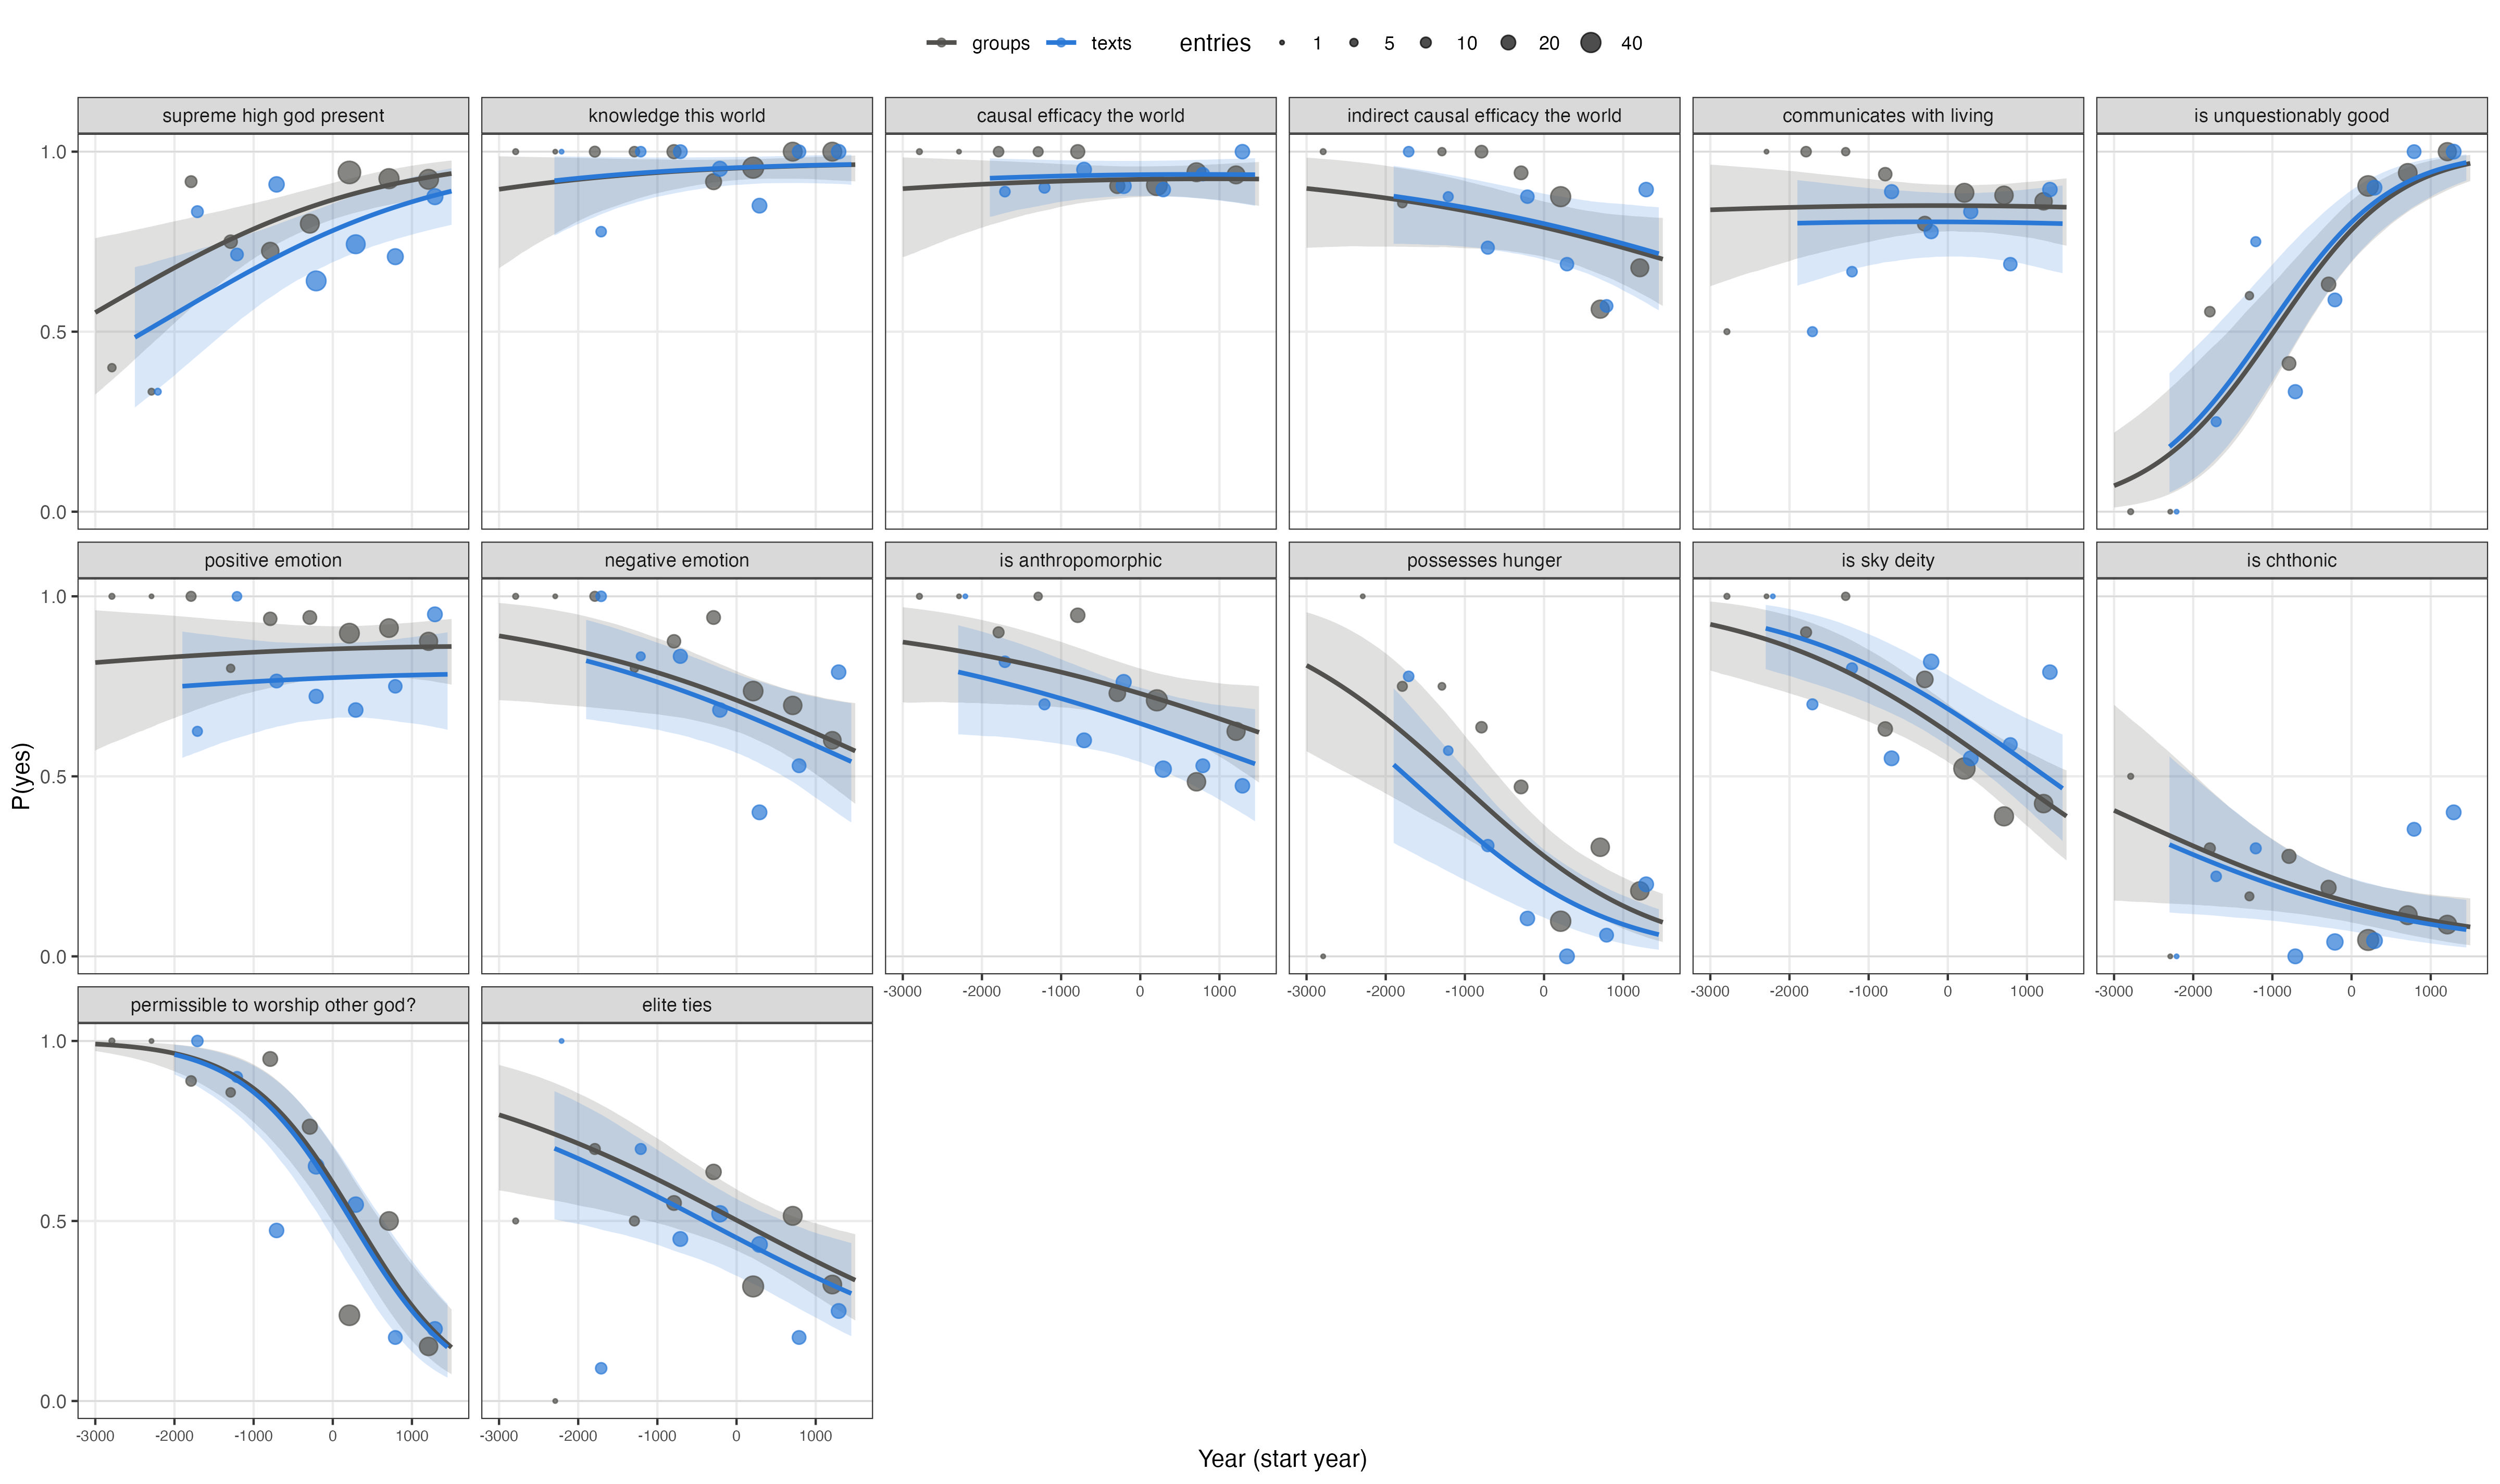 groups texts entries 1 5 10 20 40
supreme high god present knowledge this world causal efficacy the world indirect causal efficacy the world communicates with living is unquestionably good
1.0
0.5
0.0
positive emotion negative emotion is anthropomorphic possesses hunger is sky deity is chthonic
1.0
0.5
0.0
-3000 -2000 -1000 0 1000 -3000 -2000 -1000 0 1000 -3000 -2000 -1000 0 1000 -3000 -2000 -1000 0 1000
permissible to worship other god? elite ties
1.0
0.5
0.0
-3000 -2000 -1000 0 1000 -3000 -2000 -1000 0 1000
P(yes)
Year (start year)